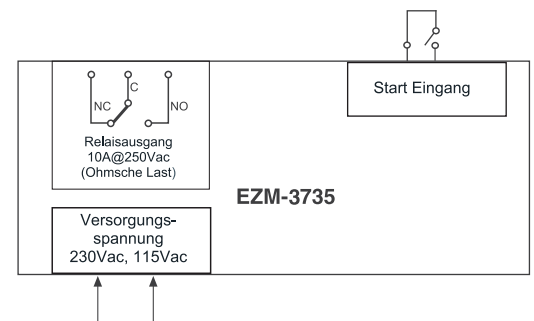 C
NC
NO
Relaisausgang
10A@250Vac
(Ohmsche Last)
Start Eingang
EZM-3735
Versorgungs-
spannung
230Vac, 115Vac